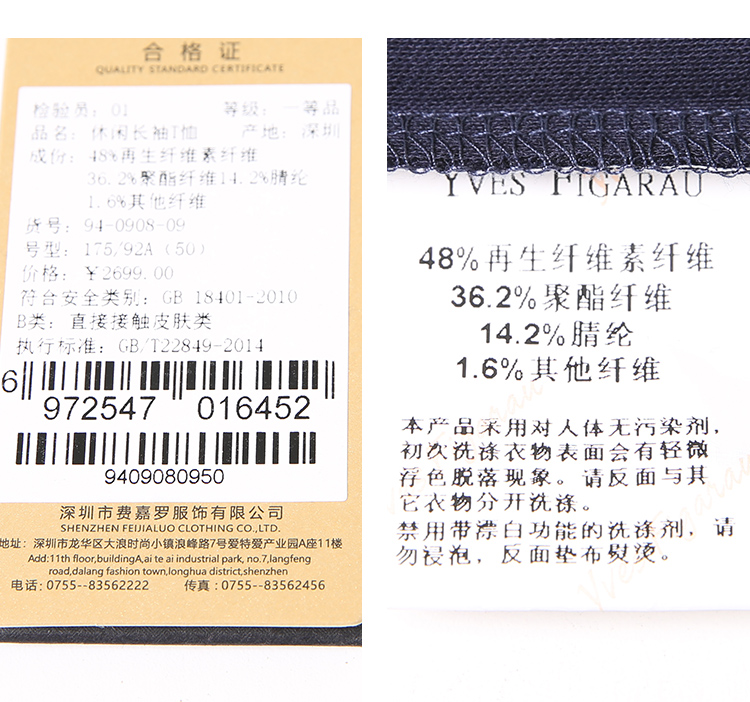 合格证
QUALITY STANDARD CERTIFICATE
检验员: 01 等级: 一等品
品名: 休闲长袖T恤 产地: 深圳
成份: 48%再生纤维素纤维
36.2%聚酯纤维14.2%腈纶
1.6%其他纤维
货号: 94-0908-09
号型: 175/92A (50)
价格: ¥2699.00
符合安全类别: GB 18401-2010
B类: 直接接触皮肤类
执行标准: GB/T22849-2014
6 972547 016452
9409080950
深圳市费嘉罗服饰有限公司
SHENZHEN FEIJIALUO CLOTHING CO.,LTD.
地址: 深圳市龙华区大浪时尚小镇浪峰路7号爱特爱产业园A座11楼
Add:11th floor,buildingA,ai te ai industrial park, no.7,langfeng
road,dalang fashion town,longhua district,shenzhen
电话: 0755--83562222 传真: 0755-83562456
YVES FIGARAU
48%再生纤维素纤维
36.2%聚酯纤维
14.2%腈纶
1.6%其他纤维
本产品采用对人体无污染剂,
初次洗涤衣物表面会有轻微
浮色脱落现象。请反面与其
它衣物分开洗涤。
禁用带漂白功能的洗涤剂, 请
勿浸泡, 反面垫布熨烫。
Yves Figarau